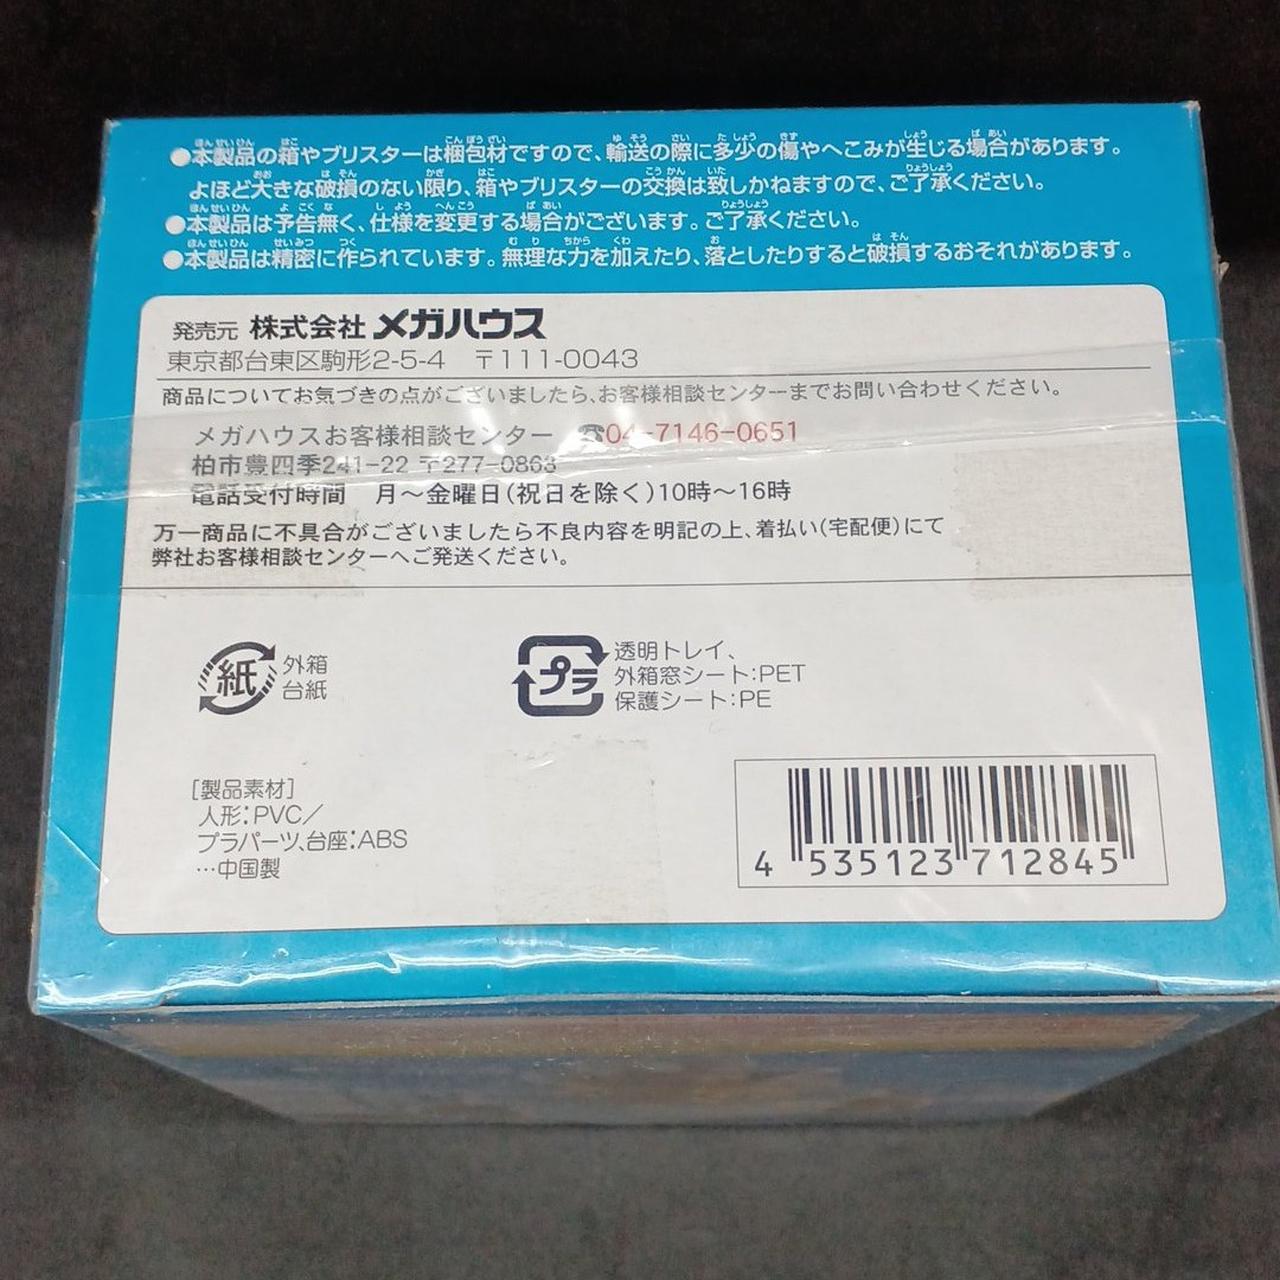 ●本製品の箱やブリスターは梱包材ですので、輸送の際に多少の傷やへこみが生じる場合があります。
よほど大きな破損のない限り、箱やブリスターの交換は致しかねますので、ご了承ください。
●本製品は予告無く、仕様を変更する場合がございます。ご了承ください。
●本製品は精密に作られています。無理な力を加えたり、落としたりすると破損するおそれがあります。
発売元 株式会社 メガハウス
東京都台東区駒形2-5-4 〒111-0043
商品についてお気づきの点がございましたら、お客様相談センターまでお問い合わせください。
メガハウスお客様相談センター ☎04-7146-0651
柏市豊四季241-22 〒277-0863
電話受付時間 月～金曜日(祝日を除く)10時～16時
万一商品に不具合がございましたら不良内容を明記の上、着払い(宅配便)にて
弊社お客様相談センターへご発送ください。
紙 外箱
台紙
プラ 透明トレイ、
外箱窓シート:PET
保護シート:PE
[製品素材]
人形:PVC/
プラパーツ、台座:ABS
…中国製
4 535123 712845